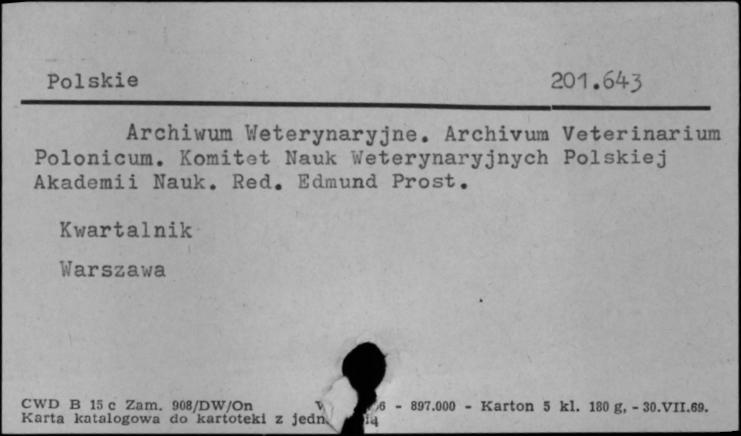 Polskie 201.643
Archiwum Weterynaryjne. Archivum Veterinarium
Polonicum. Komitet Nauk Weterynaryjnych Polskiej
Akademii Nauk. Red. Edmund Prost.
Kwartalnik
Warszawa
CWD B 15 c Zam. 908/DW/On - 897.000 - Karton 5 kl. 180 g, - 30.VII.69.
Karta katalogowa do kartoteki z